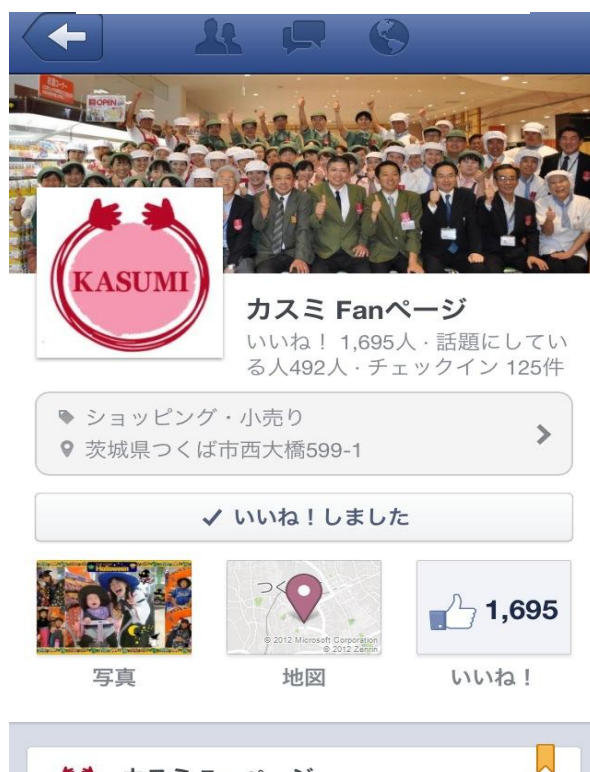 OPEN
KASUMI
カスミ Fanページ
いいね！ 1,695人 · 話題にしてい
る人492人 · チェックイン 125件
ショッピング・小売り
茨城県つくば市西大橋599-1
いいね！しました
Halloween
つく
© 2012 Microsoft Corporation
© 2012 Zenrin
1,695
写真
地図
いいね！